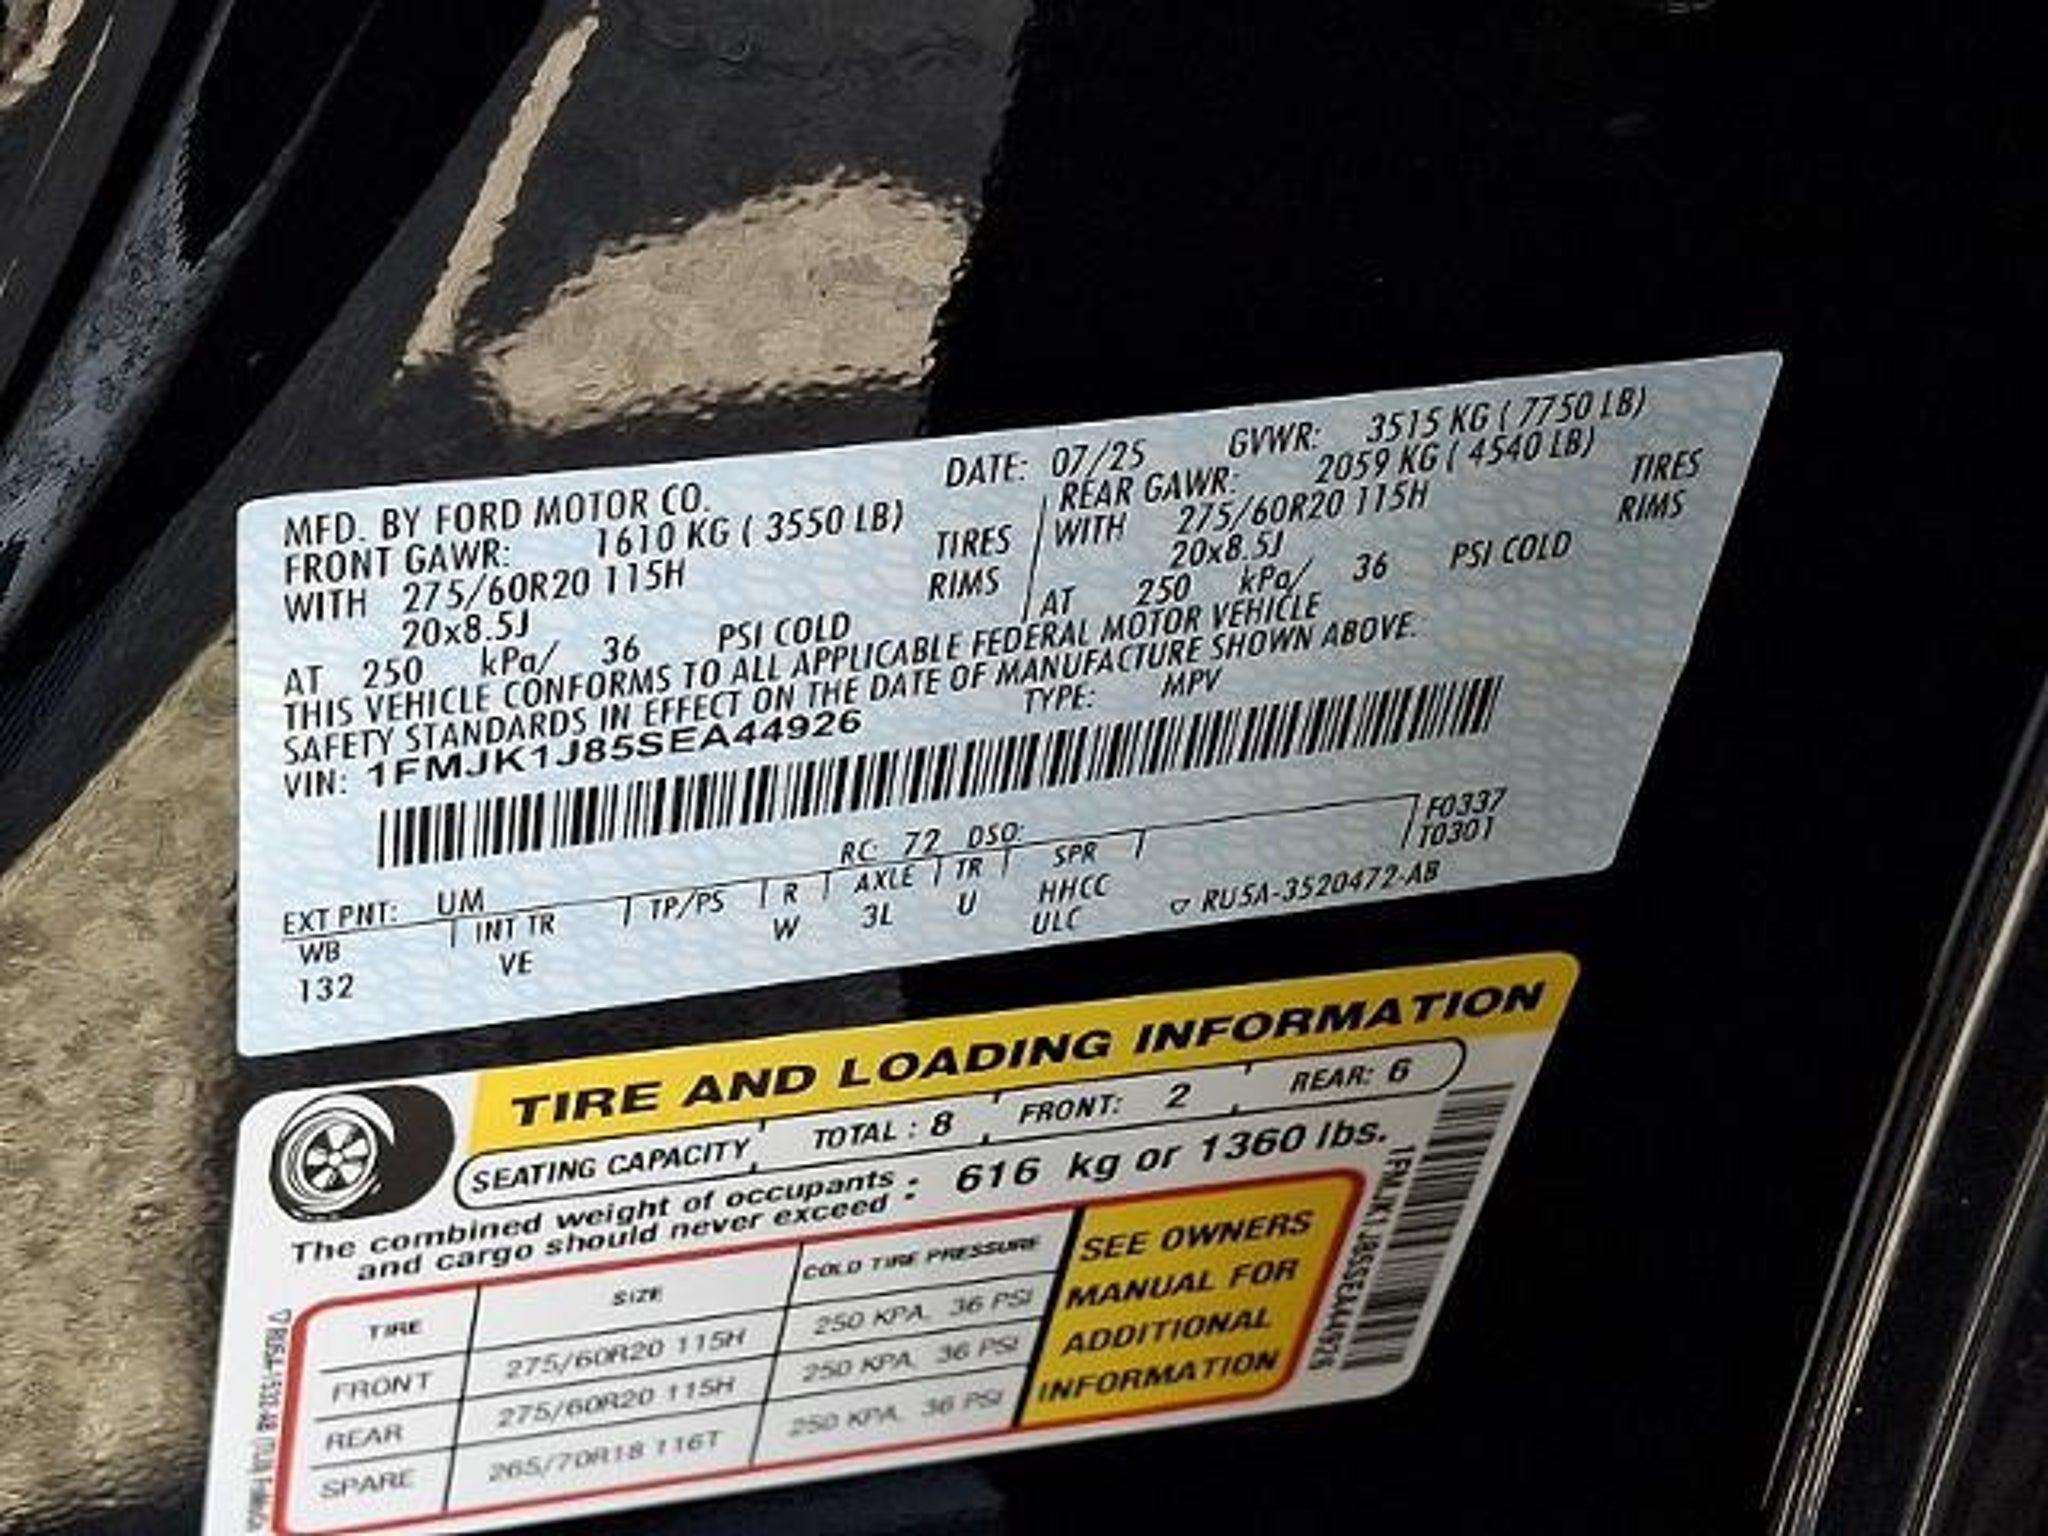 MFD. BY FORD MOTOR CO. DATE: 07/25 GVWR: 3515 KG ( 7750 LB)
FRONT GAWR: 1610 KG ( 3550 LB) REAR GAWR: 2059 KG ( 4540 LB)
WITH 275/60R20 115H TIRES WITH 275/60R20 115H TIRES
20x8.5J RIMS 20x8.5J RIMS
AT 250 kPa/ 36 PSI COLD AT 250 kPa/ 36 PSI COLD
THIS VEHICLE CONFORMS TO ALL APPLICABLE FEDERAL MOTOR VEHICLE
SAFETY STANDARDS IN EFFECT ON THE DATE OF MANUFACTURE SHOWN ABOVE.
VIN: 1FMJK1J85SEA44926 TYPE: MPV
F0337
EXT PNT: UM RC: 72 DSO: T0301
WB INT TR TP/PS R AXLE TR SPR
132 VE W 3L U HHCC
ULC RU5A-3520472-AB
TIRE AND LOADING INFORMATION
SEATING CAPACITY TOTAL : 8 FRONT: 2 REAR: 6
The combined weight of occupants
and cargo should never exceed : 616 kg or 1360 lbs.
TIRE SIZE COLD TIRE PRESSURE
FRONT 275/60R20 115H 250 KPA, 36 PSI
REAR 275/60R20 115H 250 KPA, 36 PSI
SPARE 265/70R18 116T 250 KPA, 36 PSI
SEE OWNERS
MANUAL FOR
ADDITIONAL
INFORMATION
1FMJK1J85SEA44926